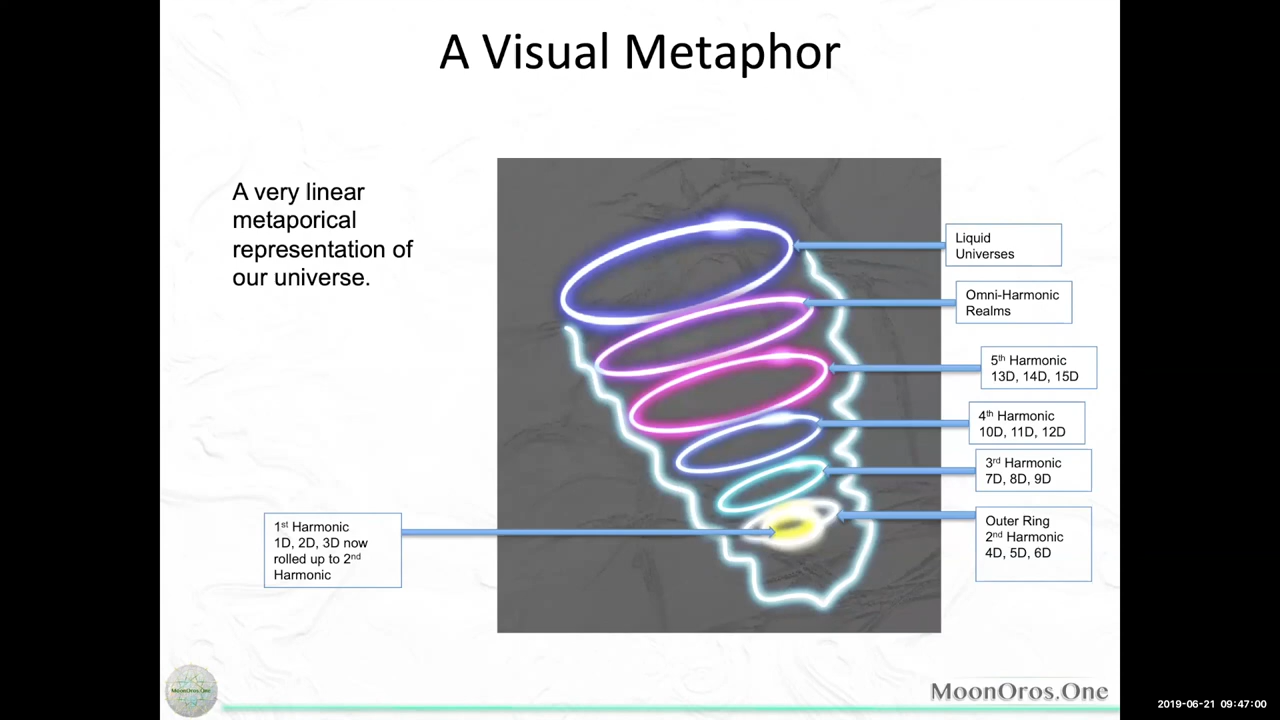 A Visual Metaphor
A very linear
metaporical
representation of
our universe.
Liquid
Universes
Omni-Harmonic
Realms
5th Harmonic
13D, 14D, 15D
4th Harmonic
10D, 11D, 12D
3rd Harmonic
7D, 8D, 9D
Outer Ring
2nd Harmonic
4D, 5D, 6D
1st Harmonic
1D, 2D, 3D now
rolled up to 2nd
Harmonic
MoonOros.One
MoonOros.One
2019-06-21 09:47:00